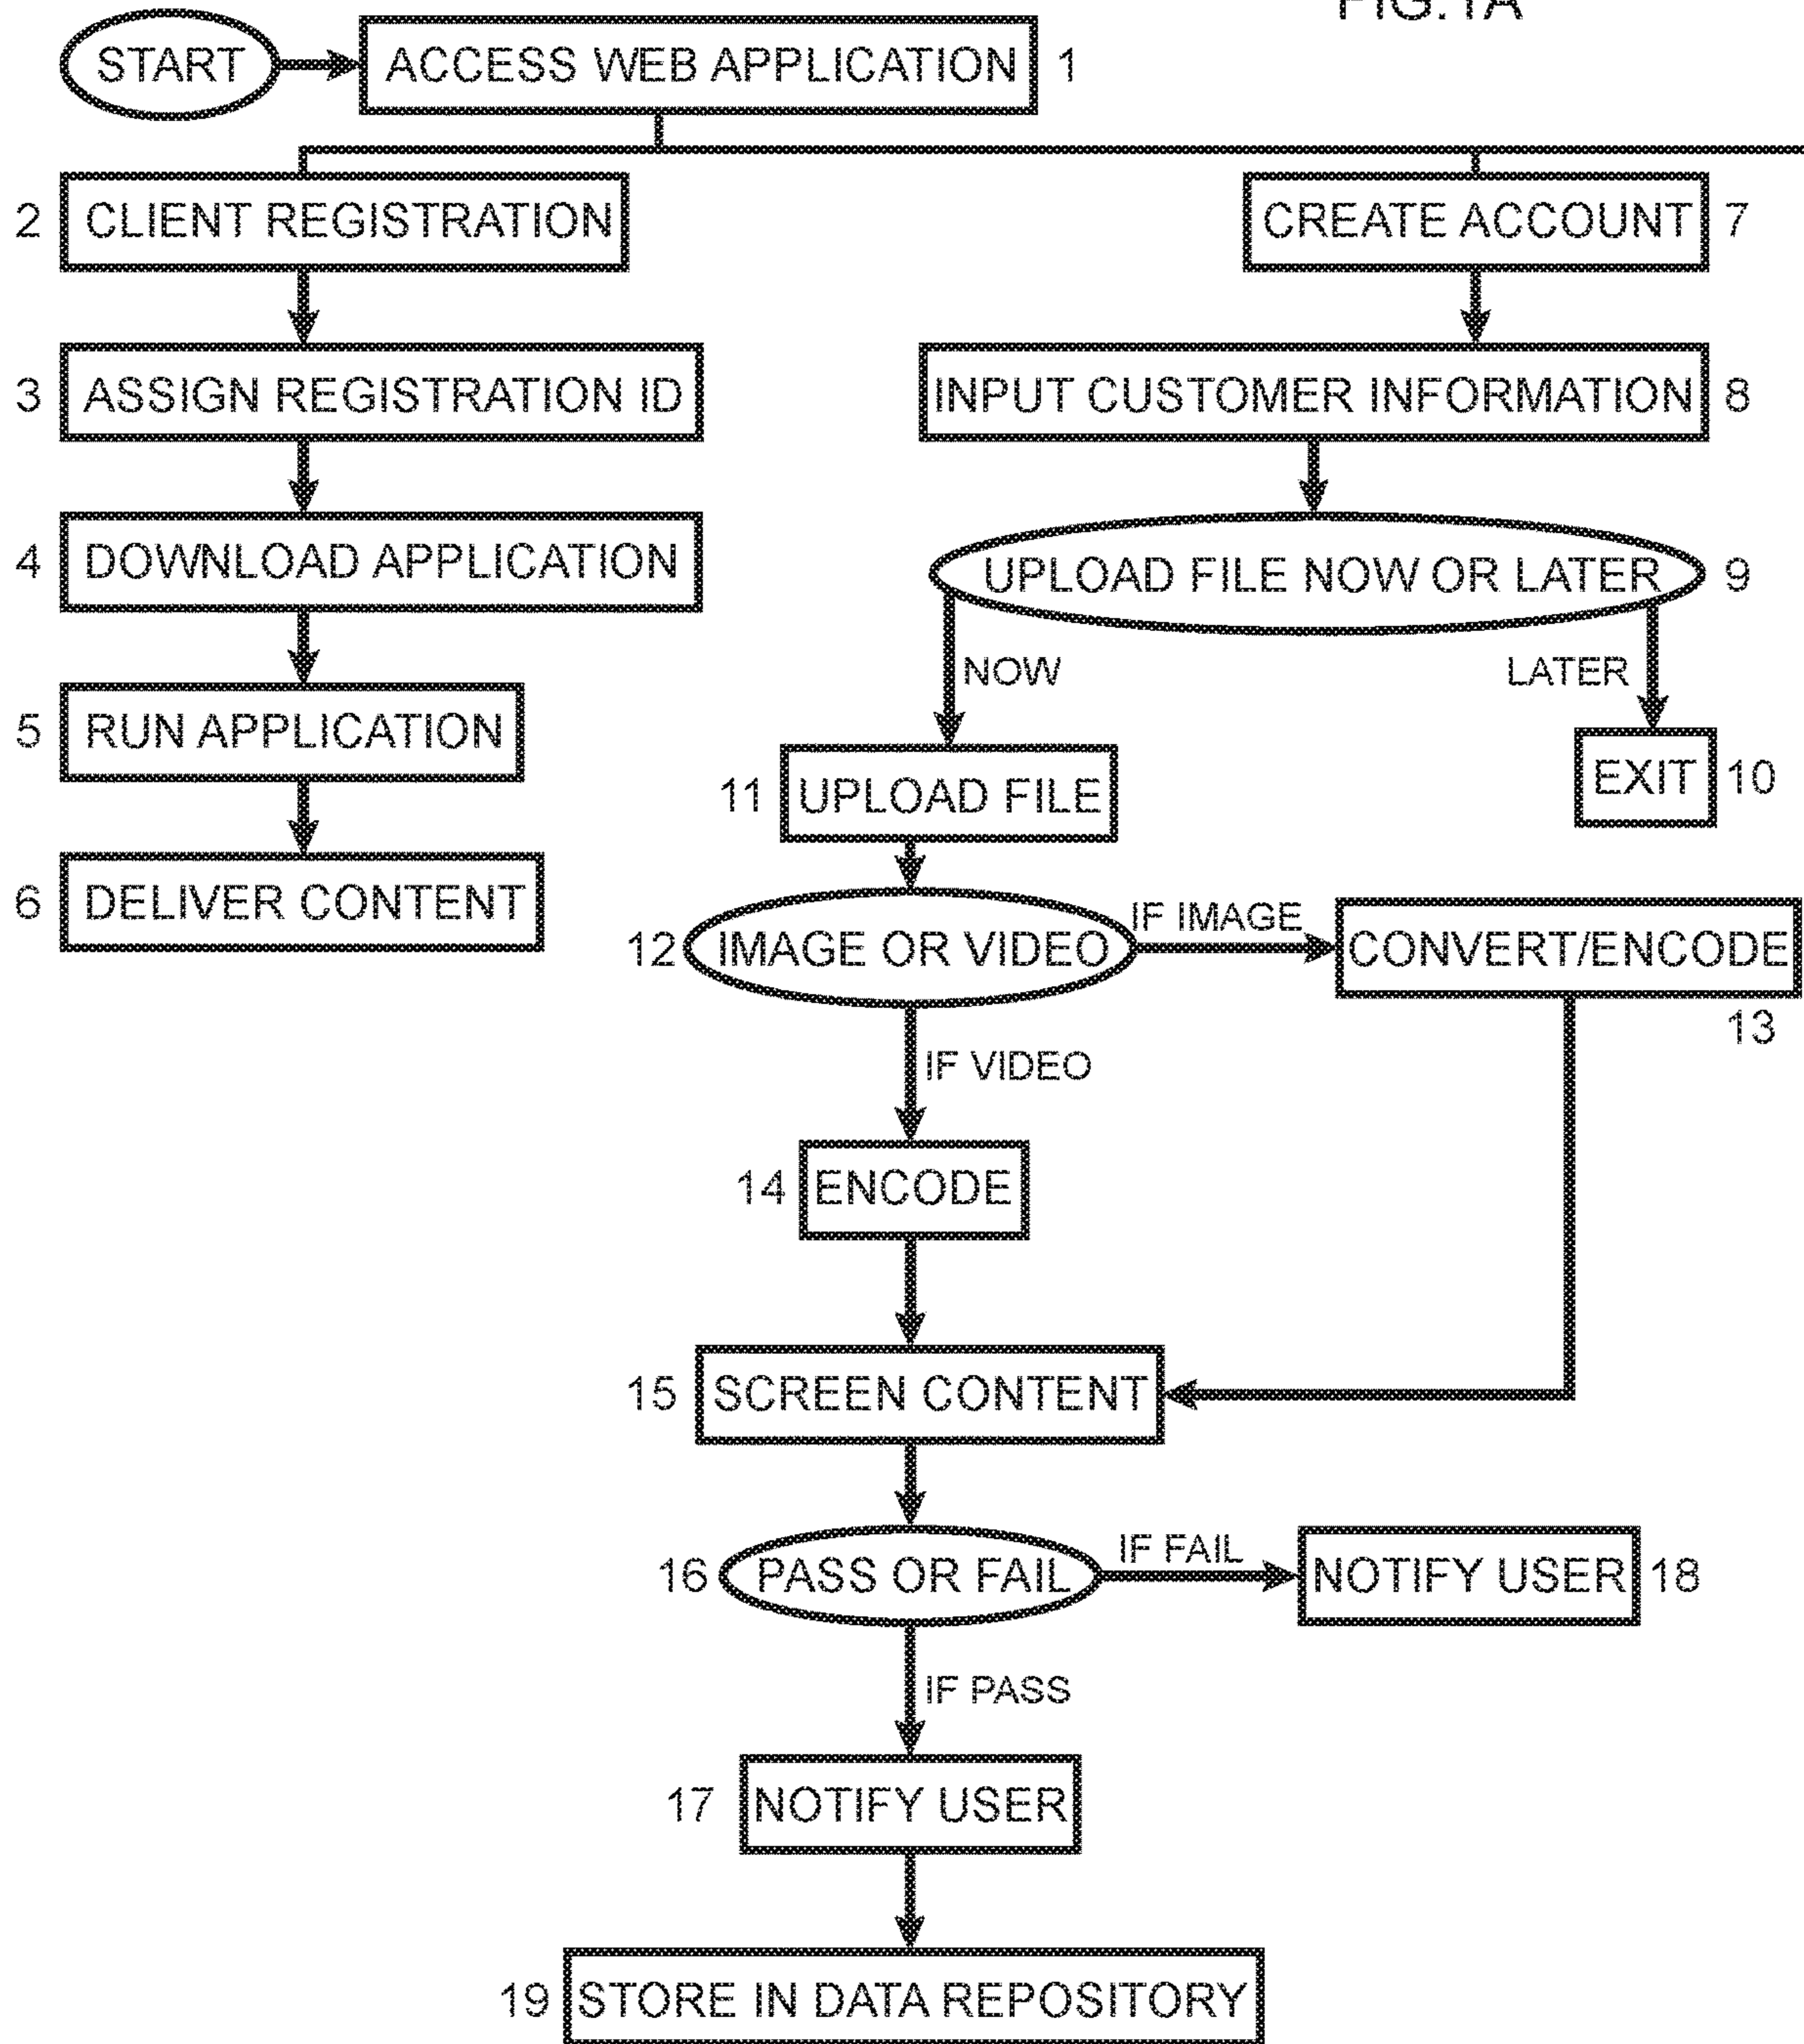 FIG.1A
START
ACCESS WEB APPLICATION 1
2 CLIENT REGISTRATION
CREATE ACCOUNT 7
3 ASSIGN REGISTRATION ID
INPUT CUSTOMER INFORMATION 8
4 DOWNLOAD APPLICATION
UPLOAD FILE NOW OR LATER 9
NOW
LATER
5 RUN APPLICATION
11 UPLOAD FILE
EXIT 10
6 DELIVER CONTENT
12 IMAGE OR VIDEO
IF IMAGE
CONVERT/ENCODE
13
IF VIDEO
14 ENCODE
15 SCREEN CONTENT
16 PASS OR FAIL
IF FAIL
NOTIFY USER 18
IF PASS
17 NOTIFY USER
19 STORE IN DATA REPOSITORY